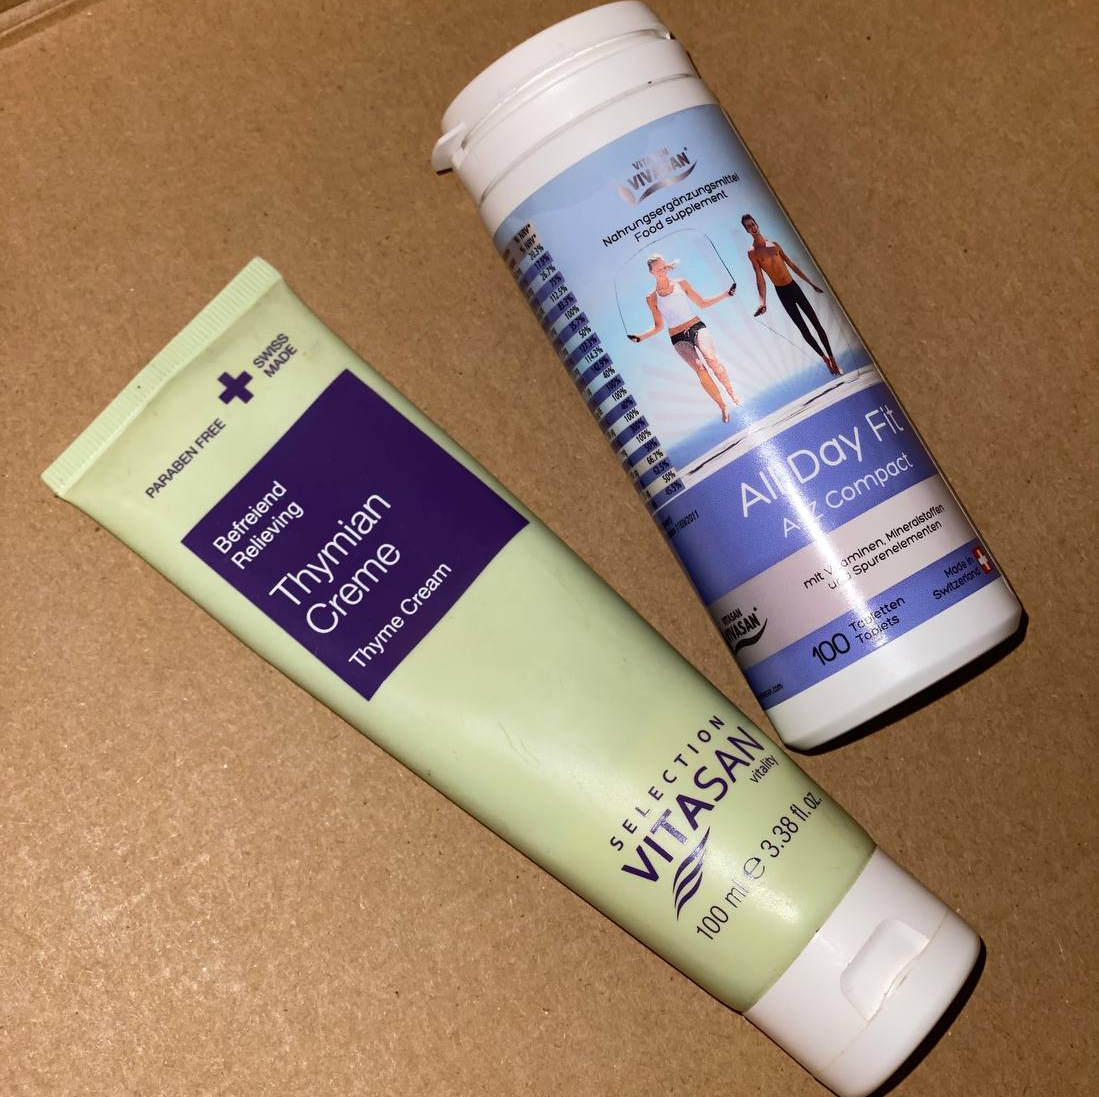 PARABEN FREE
SWISS
MADE
Befreiend
Relieving
Thymian
Creme
Thyme Cream
SELECTION
VITASAN
vitality
100 ml e 3.38 fl.oz.
VIVASAN
Nahrungsergänzungsmittel
Food supplement
All Day Fit
A-Z compact
mit Vitaminen, Mineralstoffen
und Spurenelementen
Made in
Switzerland
VITASAN
VIVASAN
100 Tabletten
Tablets